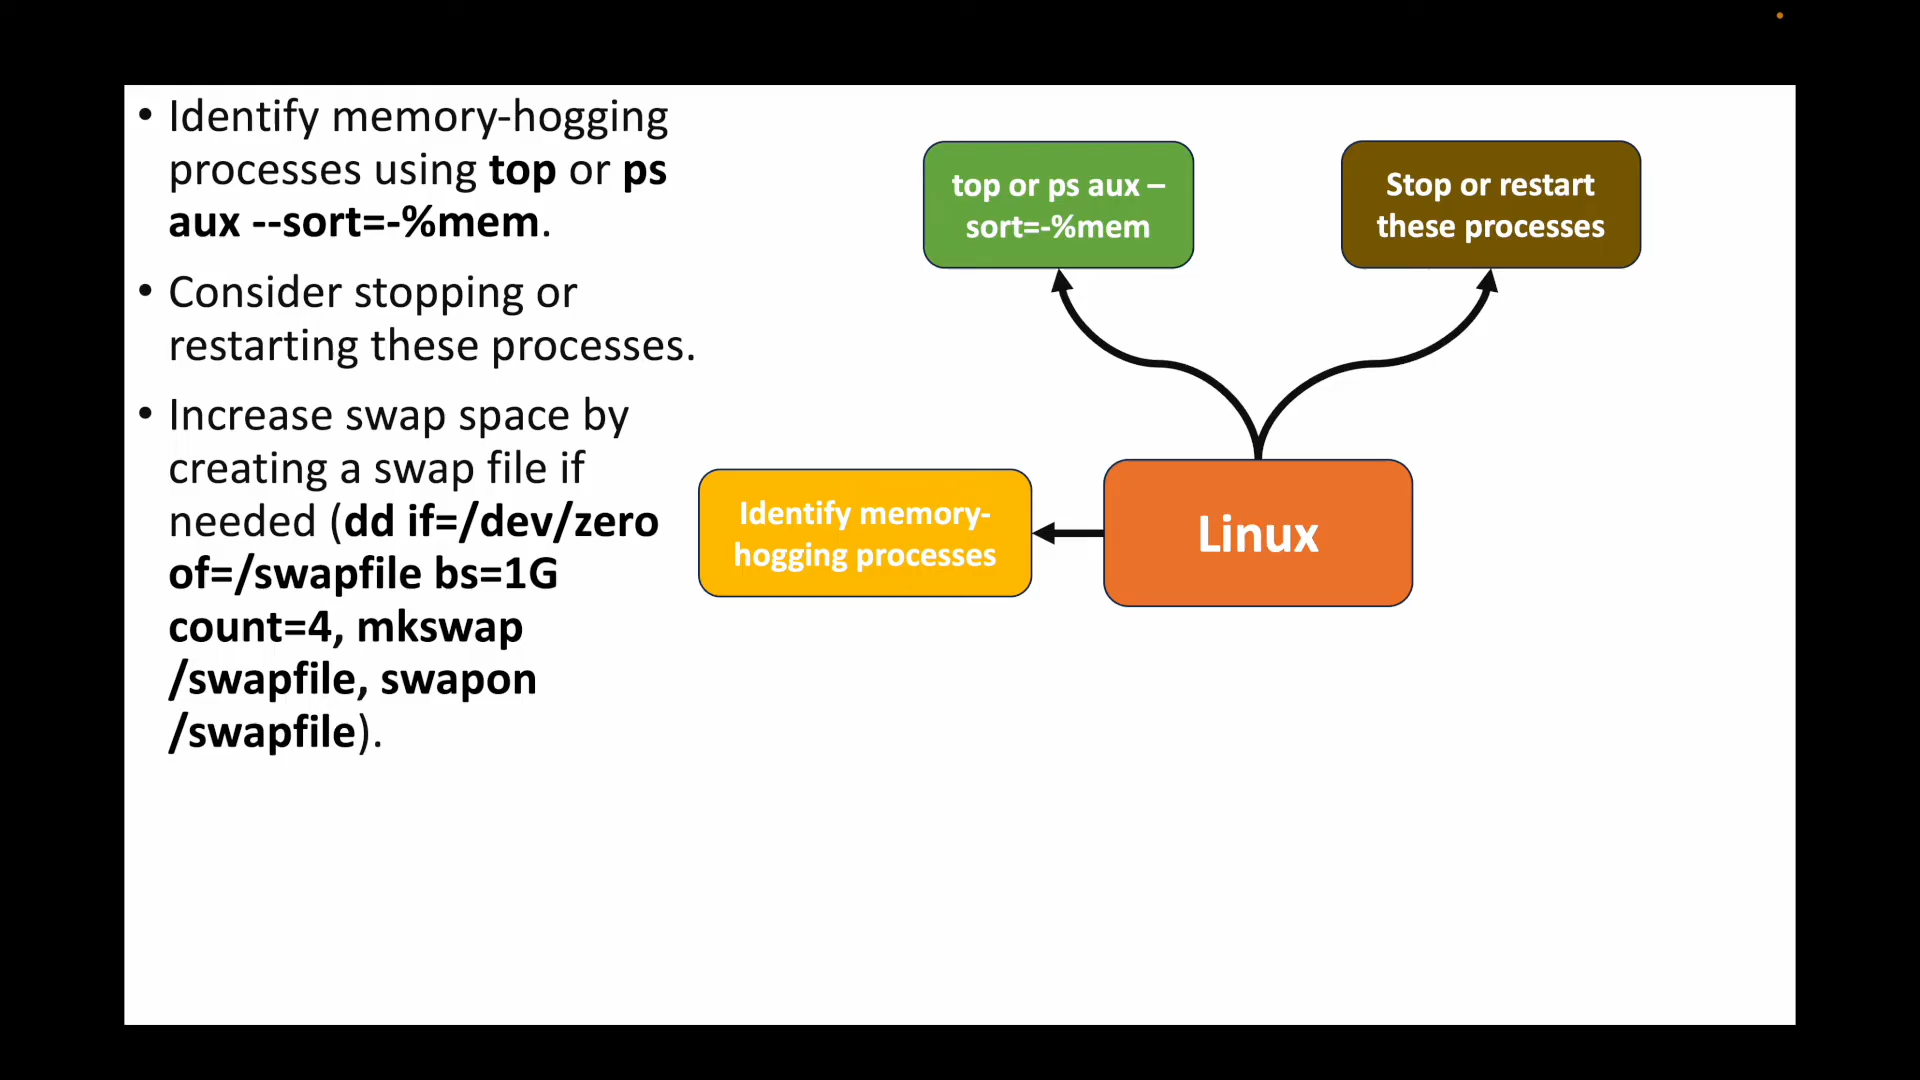 • Identify memory-hogging
processes using top or ps
aux --sort=-%mem.
• Consider stopping or
restarting these processes.
• Increase swap space by
creating a swap file if
needed (dd if=/dev/zero
of=/swapfile bs=1G
count=4, mkswap
/swapfile, swapon
/swapfile).
top or ps aux –
sort=-%mem
Stop or restart
these processes
Identify memory-
hogging processes
Linux